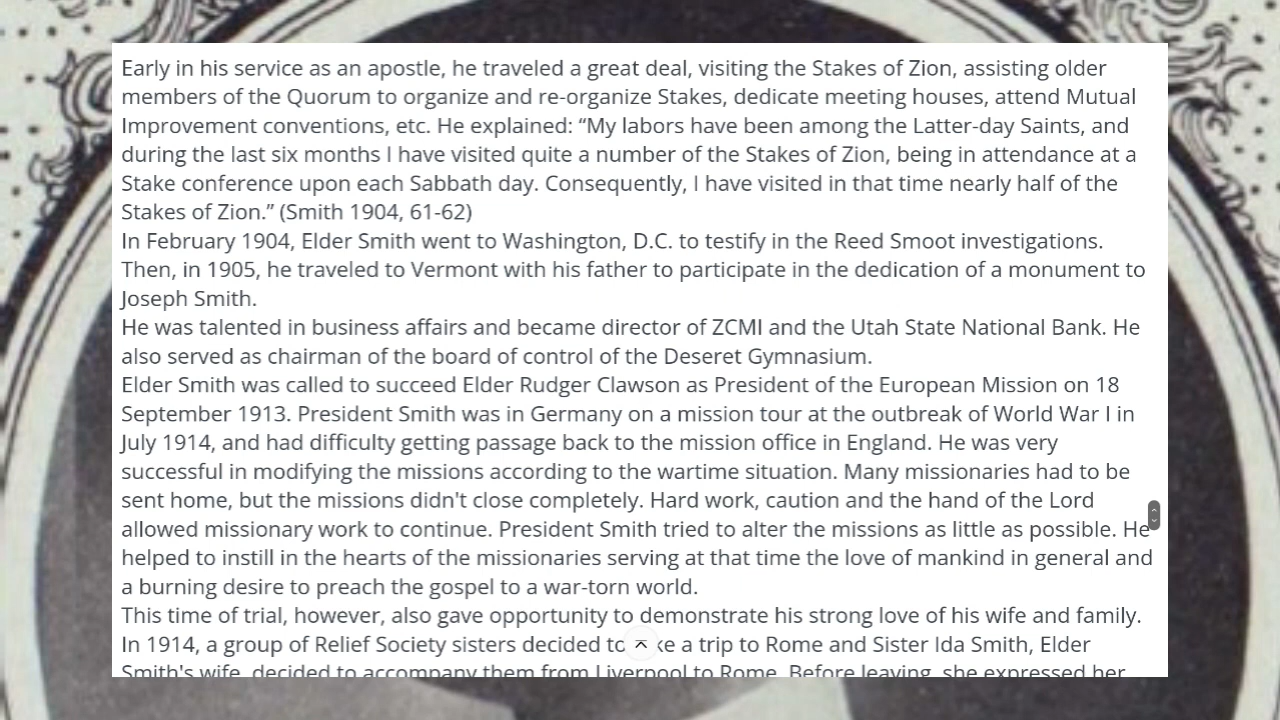 Early in his service as an apostle, he traveled a great deal, visiting the Stakes of Zion, assisting older
members of the Quorum to organize and re-organize Stakes, dedicate meeting houses, attend Mutual
Improvement conventions, etc. He explained: “My labors have been among the Latter-day Saints, and
during the last six months I have visited quite a number of the Stakes of Zion, being in attendance at a
Stake conference upon each Sabbath day. Consequently, I have visited in that time nearly half of the
Stakes of Zion.” (Smith 1904, 61-62)
In February 1904, Elder Smith went to Washington, D.C. to testify in the Reed Smoot investigations.
Then, in 1905, he traveled to Vermont with his father to participate in the dedication of a monument to
Joseph Smith.
He was talented in business affairs and became director of ZCMI and the Utah State National Bank. He
also served as chairman of the board of control of the Deseret Gymnasium.
Elder Smith was called to succeed Elder Rudger Clawson as President of the European Mission on 18
September 1913. President Smith was in Germany on a mission tour at the outbreak of World War I in
July 1914, and had difficulty getting passage back to the mission office in England. He was very
successful in modifying the missions according to the wartime situation. Many missionaries had to be
sent home, but the missions didn't close completely. Hard work, caution and the hand of the Lord
allowed missionary work to continue. President Smith tried to alter the missions as little as possible. He
helped to instill in the hearts of the missionaries serving at that time the love of mankind in general and
a burning desire to preach the gospel to a war-torn world.
This time of trial, however, also gave opportunity to demonstrate his strong love of his wife and family.
In 1914, a group of Relief Society sisters decided to a trip to Rome and Sister Ida Smith, Elder
Smith's wife, decided to accompany them from Liverpool to Rome. Before leaving, she expressed her